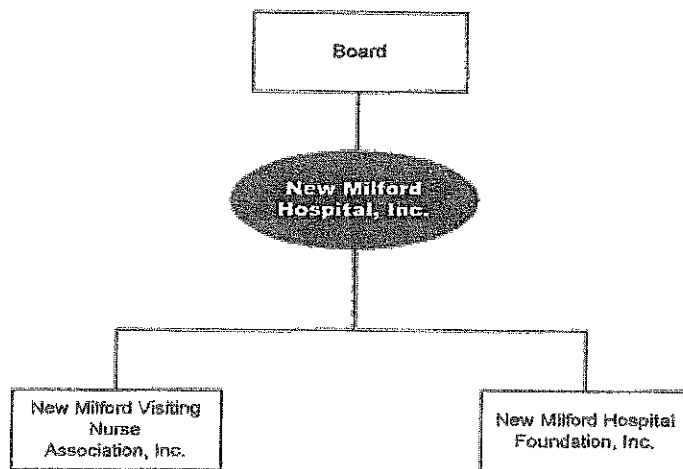 Board
New Milford
Hospital, Inc.
New Milford Visiting
Nurse
Association, Inc.
New Milford Hospital
Foundation, Inc.